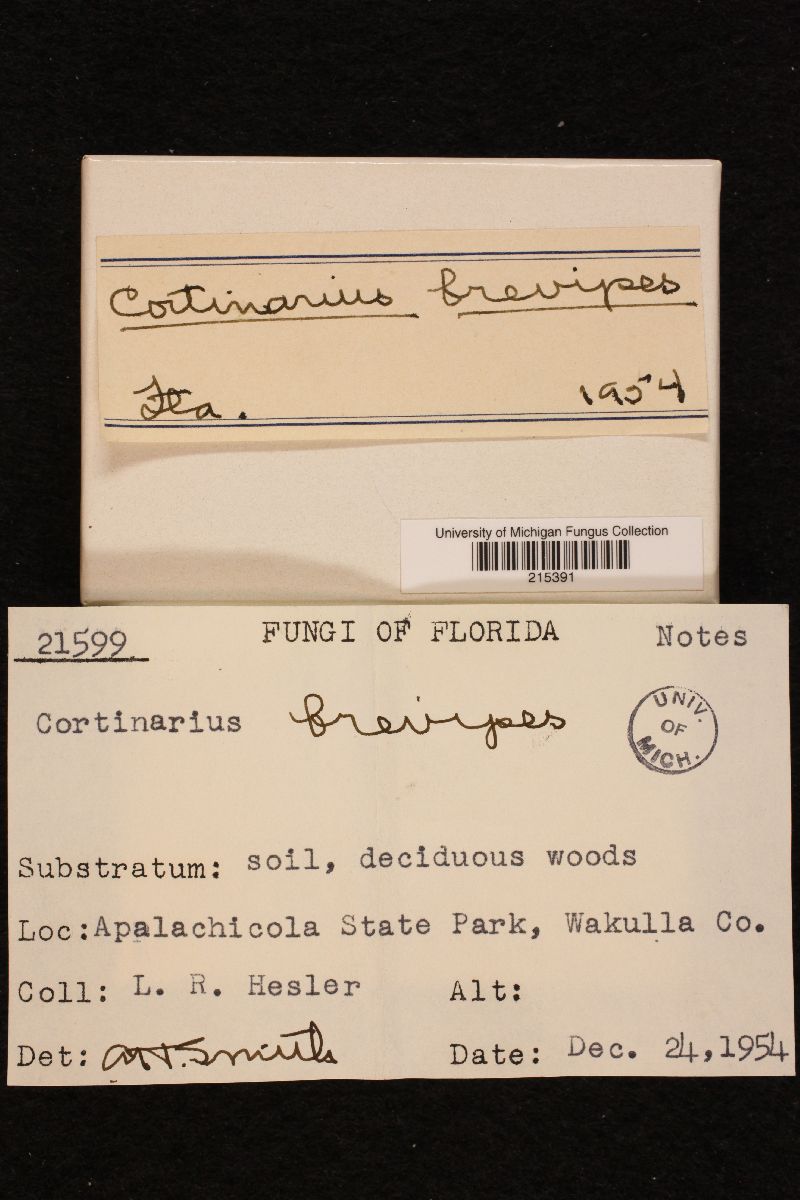 Cortinarius brevipes
Fla. 1954
University of Michigan Fungus Collection
215391
21599 FUNGI OF FLORIDA Notes
Cortinarius brevipes
UNIV.
OF
MICH.
Substratum: soil, deciduous woods
Loc:Apalachicola State Park, Wakulla Co.
Coll: L. R. Hesler Alt:
Det: AH.Smith Date: Dec. 24,1954